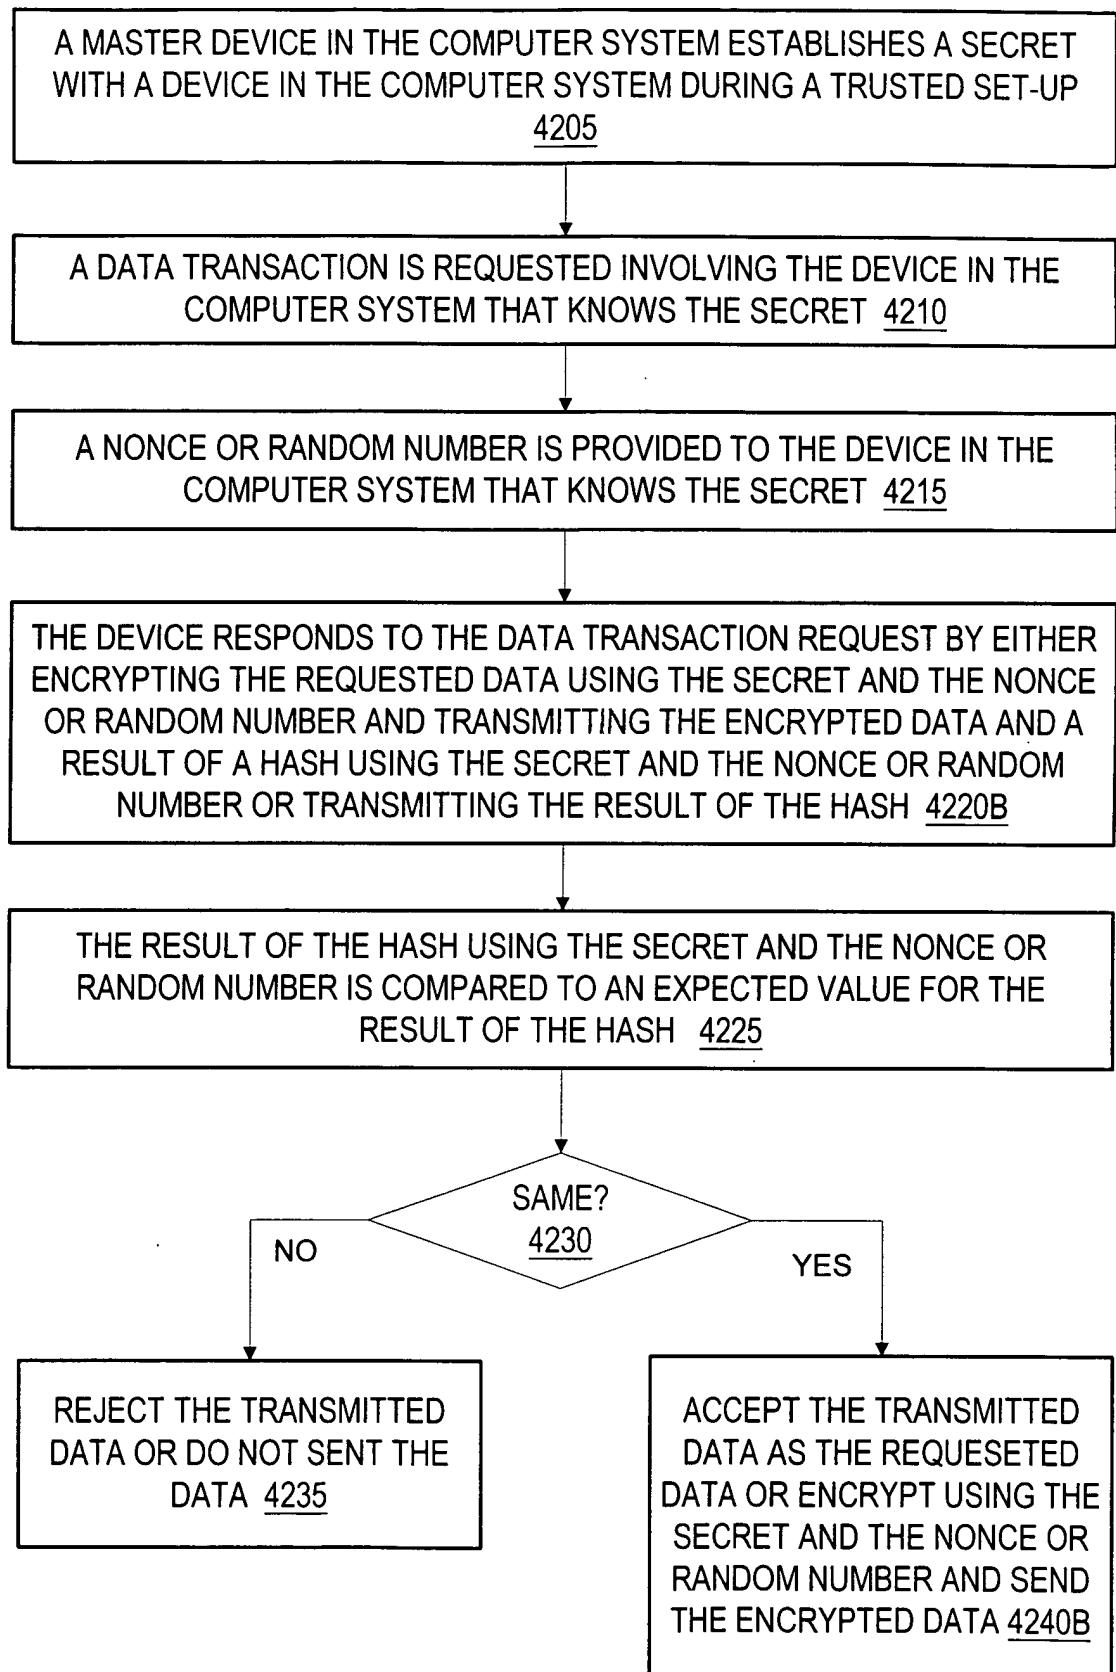 A MASTER DEVICE IN THE COMPUTER SYSTEM ESTABLISHES A SECRET
WITH A DEVICE IN THE COMPUTER SYSTEM DURING A TRUSTED SET-UP
4205
A DATA TRANSACTION IS REQUESTED INVOLVING THE DEVICE IN THE
COMPUTER SYSTEM THAT KNOWS THE SECRET 4210
A NONCE OR RANDOM NUMBER IS PROVIDED TO THE DEVICE IN THE
COMPUTER SYSTEM THAT KNOWS THE SECRET 4215
THE DEVICE RESPONDS TO THE DATA TRANSACTION REQUEST BY EITHER
ENCRYPTING THE REQUESTED DATA USING THE SECRET AND THE NONCE
OR RANDOM NUMBER AND TRANSMITTING THE ENCRYPTED DATA AND A
RESULT OF A HASH USING THE SECRET AND THE NONCE OR RANDOM
NUMBER OR TRANSMITTING THE RESULT OF THE HASH 4220B
THE RESULT OF THE HASH USING THE SECRET AND THE NONCE OR
RANDOM NUMBER IS COMPARED TO AN EXPECTED VALUE FOR THE
RESULT OF THE HASH 4225
SAME?
4230
NO
YES
REJECT THE TRANSMITTED
DATA OR DO NOT SENT THE
DATA 4235
ACCEPT THE TRANSMITTED
DATA AS THE REQUESETED
DATA OR ENCRYPT USING THE
SECRET AND THE NONCE OR
RANDOM NUMBER AND SEND
THE ENCRYPTED DATA 4240B